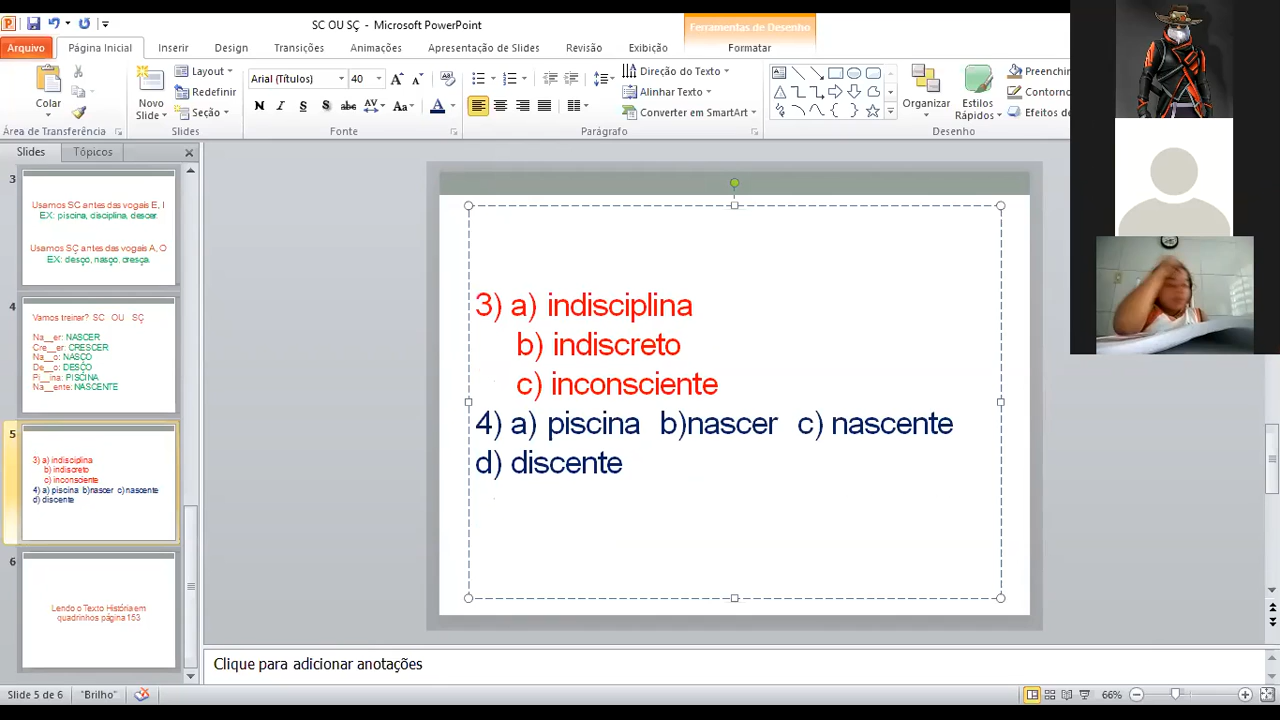 SC OU SÇ - Microsoft PowerPoint
Ferramentas de Desenho
Arquivo Página Inicial Inserir Design Transições Animações Apresentação de Slides Revisão Exibição Formatar
Colar
Novo Slide
Layout
Redefinir
Seção
Arial (Títulos) 40
Direção do Texto
Alinhar Texto
Converter em SmartArt
Organizar
Estilos Rápidos
Preenchi
Contorno
Efeitos de
Área de Transferência Slides Fonte Parágrafo Desenho
Slides Tópicos
3
Usamos SC antes das vogais E, I
EX: piscina, disciplina, descer
Usamos SÇ antes das vogais A, O
EX: desço, nasço, cresça.
4
Vamos treinar? SC OU SÇ
Na__er: NASCER
Cre__er: CRESCER
Na__o: NASÇO
De__o: DESÇO
Pi__ina: PISCINA
Na__ente: NASCENTE
5
3) a) indisciplina
b) indiscreto
c) inconsciente
4) a) piscina b)nascer c) nascente
d) discente
6
Lendo o Texto História em
quadrinhos página 153
3) a) indisciplina
b) indiscreto
c) inconsciente
4) a) piscina b)nascer c) nascente
d) discente
Clique para adicionar anotações
Slide 5 de 6 "Brilho" 66%